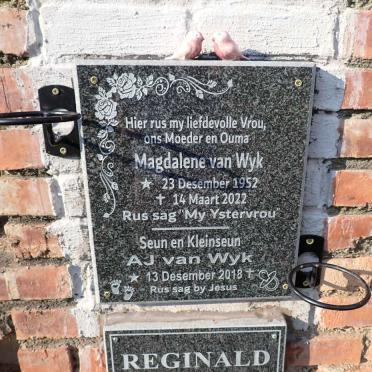 Hier rus my liefdevolle Vrou,
ons Moeder en Ouma
Magdalene van Wyk
★ 23 Desember 1952
✝ 14 Maart 2022
Rus sag "My Ystervrou"
Seun en Kleinseun
AJ van Wyk
★ 13 Desember 2018 ✝
Rus sag by Jesus
REGINALD